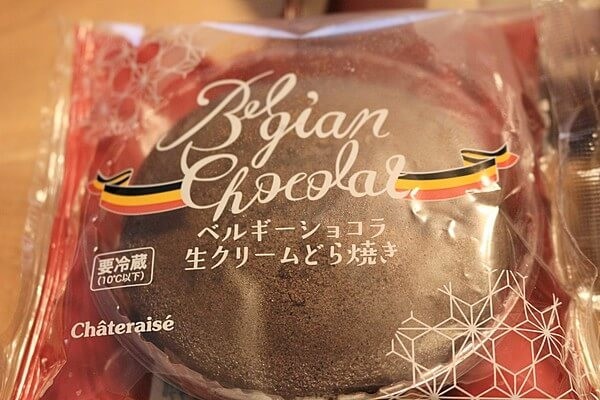 Belgian
Chocolat
ベルギーショコラ
生クリームどら焼き
要冷蔵
(10℃以下)
Châteraisé